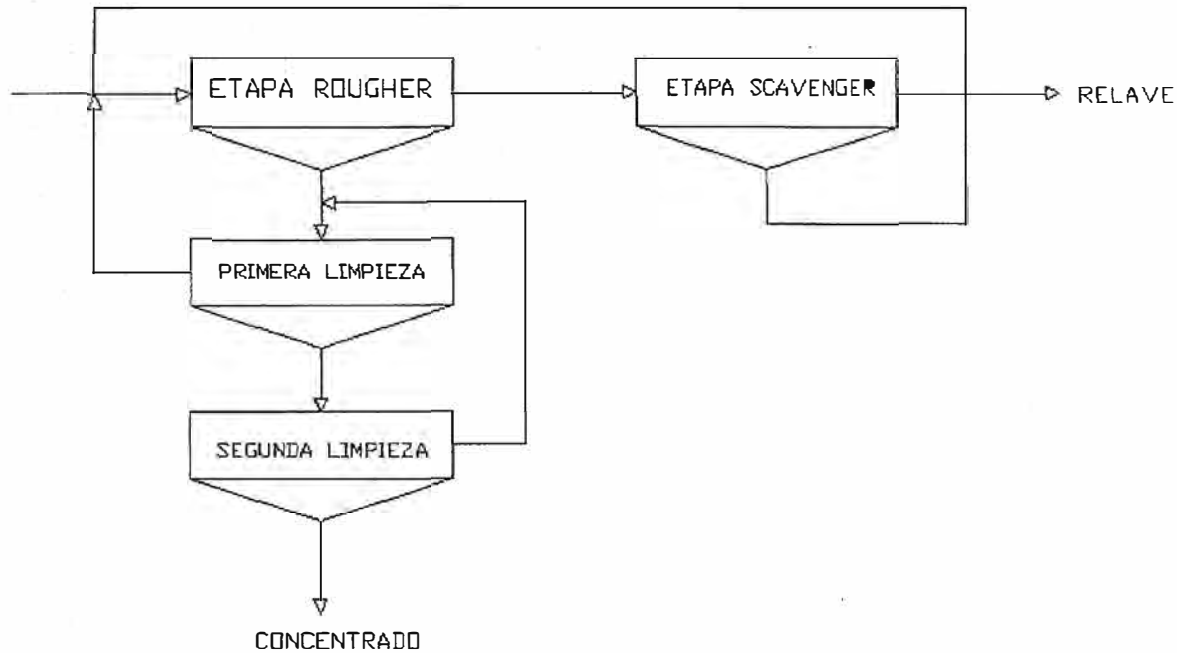 ETAPA ROUGHER
ETAPA SCAVENGER
RELAVE
PRIMERA LIMPIEZA
SEGUNDA LIMPIEZA
CONCENTRADO